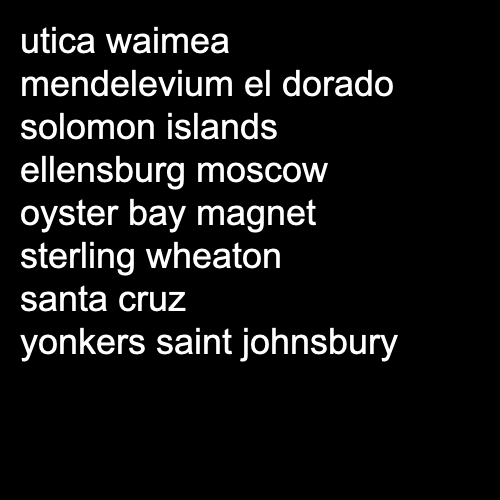 utica waimea
mendelevium el dorado
solomon islands
ellensburg moscow
oyster bay magnet
sterling wheaton
santa cruz
yonkers saint johnsbury